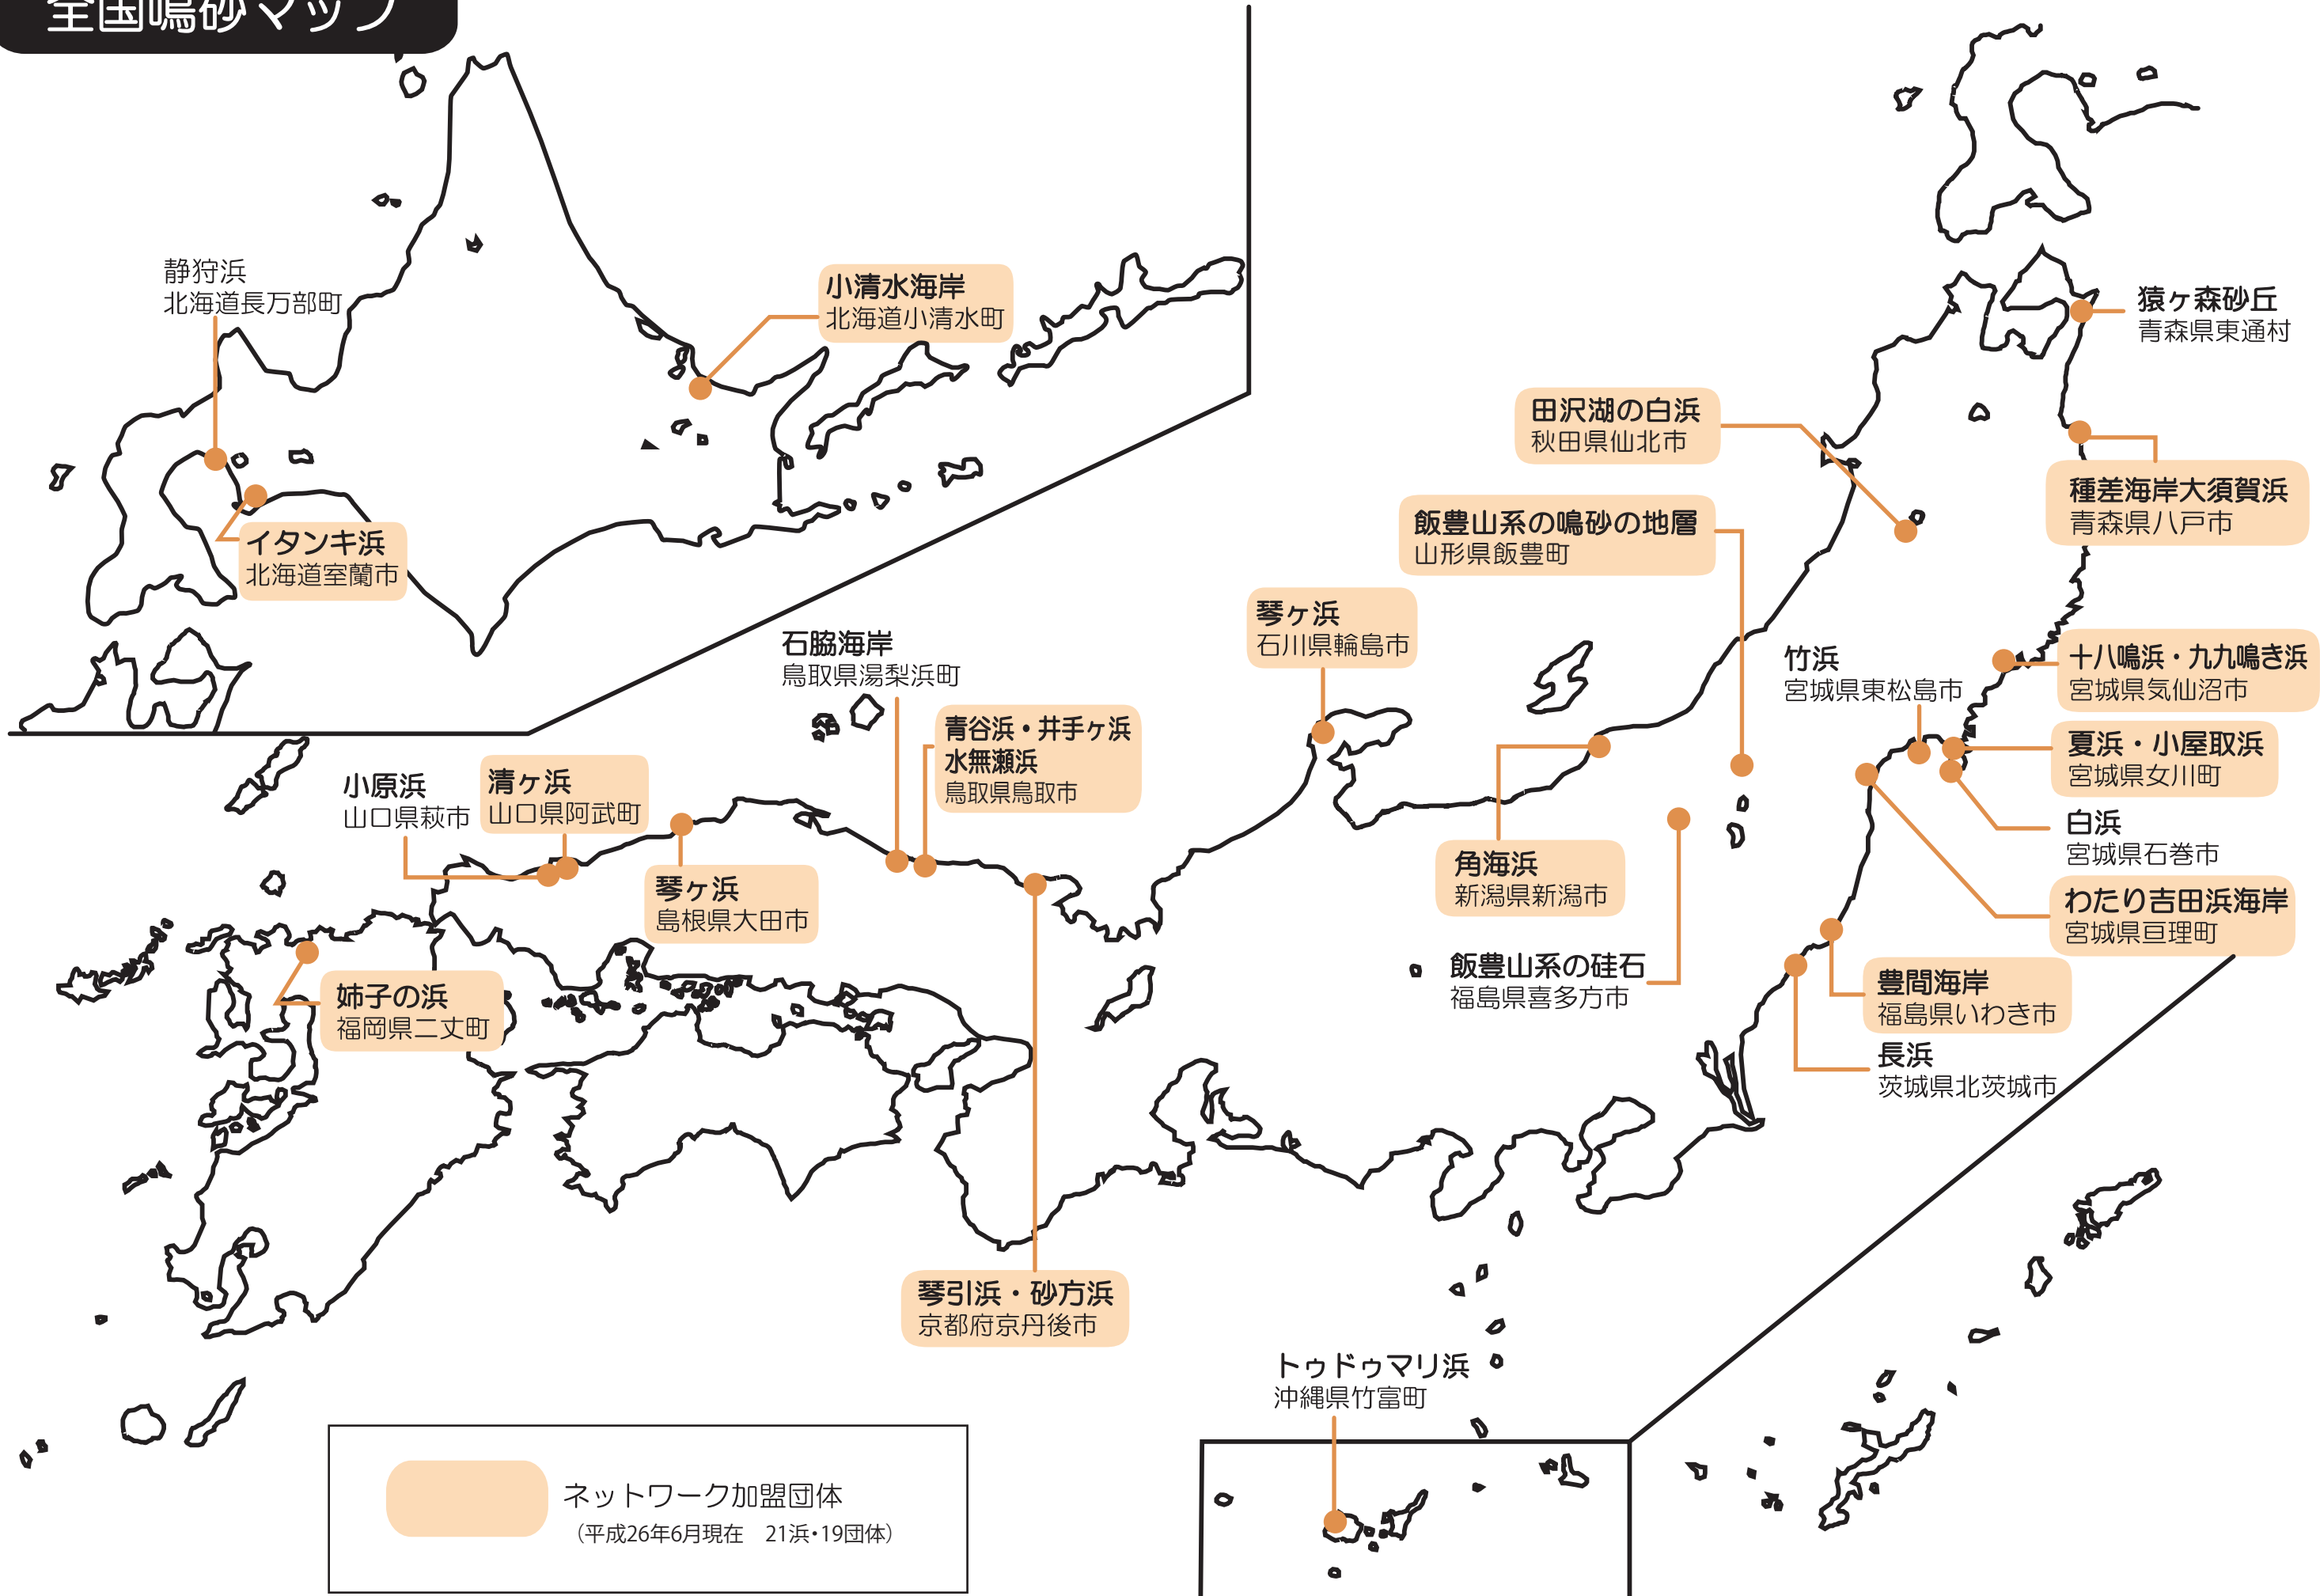 全国鳴砂マップ
静狩浜
北海道長万部町
小清水海岸
北海道小清水町
イタンキ浜
北海道室蘭市
猿ヶ森砂丘
青森県東通村
田沢湖の白浜
秋田県仙北市
種差海岸大須賀浜
青森県八戸市
飯豊山系の鳴砂の地層
山形県飯豊町
琴ヶ浜
石川県輪島市
石脇海岸
鳥取県湯梨浜町
竹浜
宮城県東松島市
十八鳴浜・九九鳴き浜
宮城県気仙沼市
青谷浜・井手ヶ浜
水無瀬浜
鳥取県鳥取市
夏浜・小屋取浜
宮城県女川町
小原浜
山口県萩市
清ヶ浜
山口県阿武町
白浜
宮城県石巻市
琴ヶ浜
島根県大田市
角海浜
新潟県新潟市
わたり吉田浜海岸
宮城県亘理町
飯豊山系の硅石
福島県喜多方市
豊間海岸
福島県いわき市
姉子の浜
福岡県二丈町
長浜
茨城県北茨城市
琴引浜・砂方浜
京都府京丹後市
トゥドゥマリ浜
沖縄県竹富町
ネットワーク加盟団体
（平成26年6月現在　21浜・19団体）